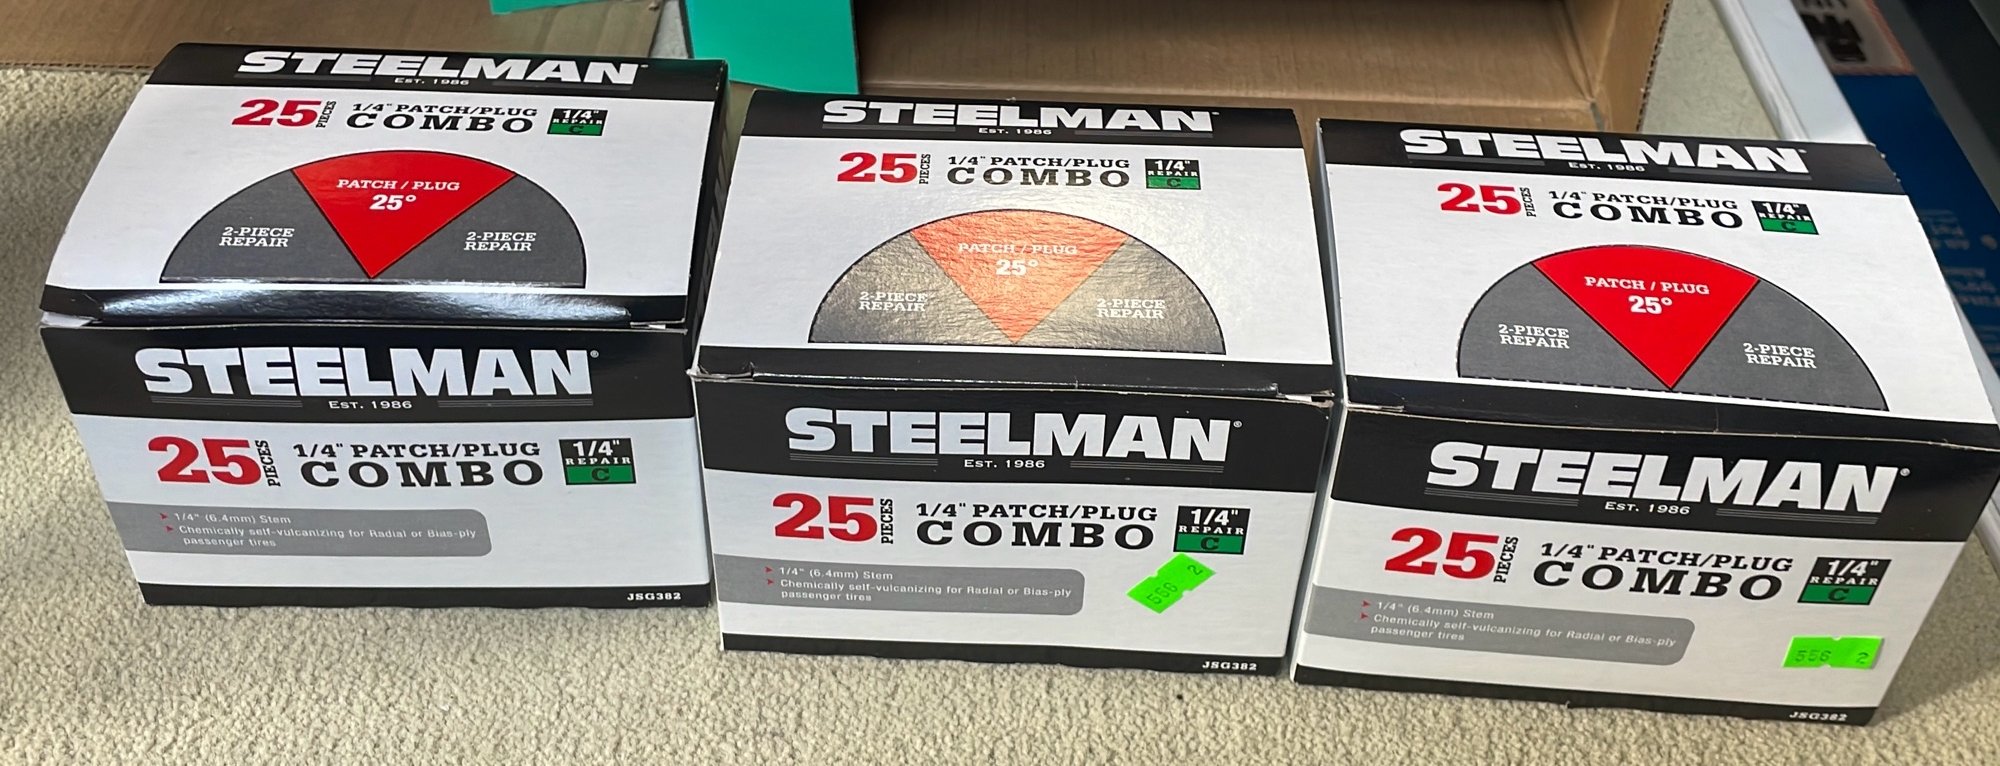 STEELMAN
EST. 1986
25 PIECES
1/4" PATCH/PLUG
COMBO
1/4"
REPAIR
C
PATCH / PLUG
25°
2-PIECE
REPAIR
2-PIECE
REPAIR
STEELMAN®
EST. 1986
25 PIECES
1/4" PATCH/PLUG
COMBO
1/4"
REPAIR
C
1/4" (6.4mm) Stem
Chemically self-vulcanizing for Radial or Bias-ply
passenger tires
JSG382
STEELMAN
EST. 1986
25 PIECES
1/4" PATCH/PLUG
COMBO
1/4"
REPAIR
C
PATCH / PLUG
25°
2-PIECE
REPAIR
2-PIECE
REPAIR
STEELMAN®
EST. 1986
25 PIECES
1/4" PATCH/PLUG
COMBO
1/4"
REPAIR
C
1/4" (6.4mm) Stem
Chemically self-vulcanizing for Radial or Bias-ply
passenger tires
556 2
JSG382
STEELMAN
EST. 1986
25 PIECES
1/4" PATCH/PLUG
COMBO
1/4"
REPAIR
C
PATCH / PLUG
25°
2-PIECE
REPAIR
2-PIECE
REPAIR
STEELMAN®
EST. 1986
25 PIECES
1/4" PATCH/PLUG
COMBO
1/4"
REPAIR
C
1/4" (6.4mm) Stem
Chemically self-vulcanizing for Radial or Bias-ply
passenger tires
556 2
JSG382